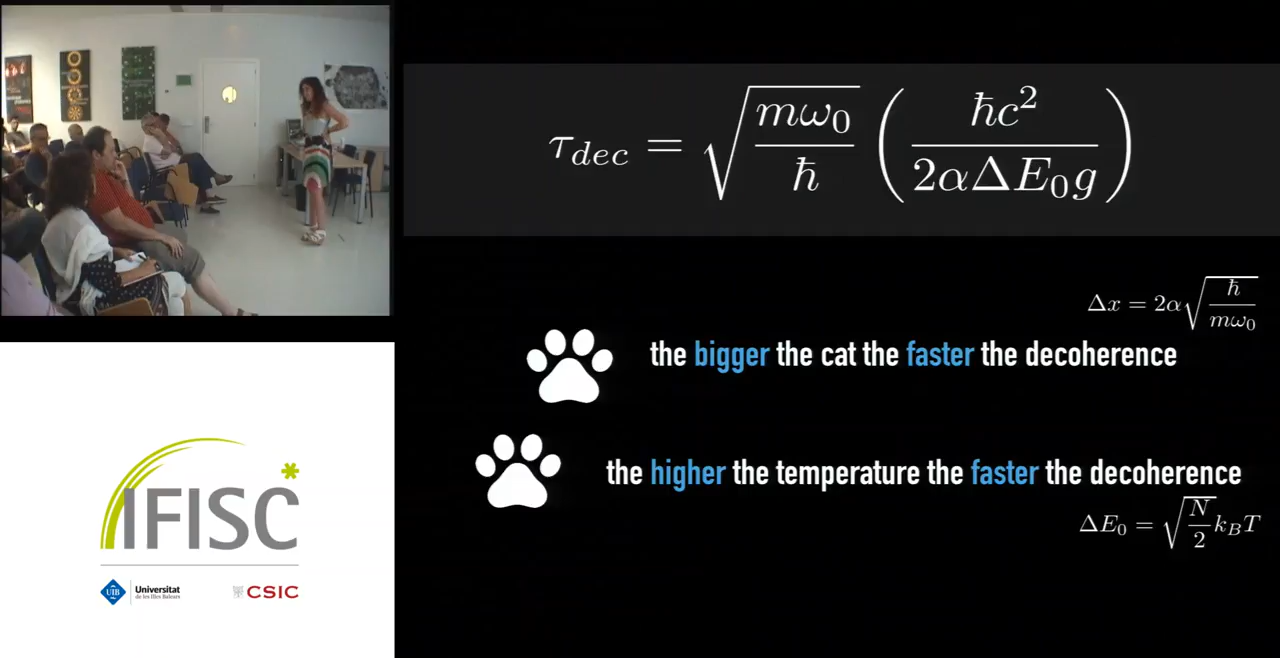 τ_dec = √(mω₀/ħ) (ħc²/2αΔE₀g)
Δx = 2α√(ħ/mω₀)
the bigger the cat the faster the decoherence
the higher the temperature the faster the decoherence
ΔE₀ = √(N/2) k_B T
IFISC
UIB
Universitat
de les Illes Balears
CSIC